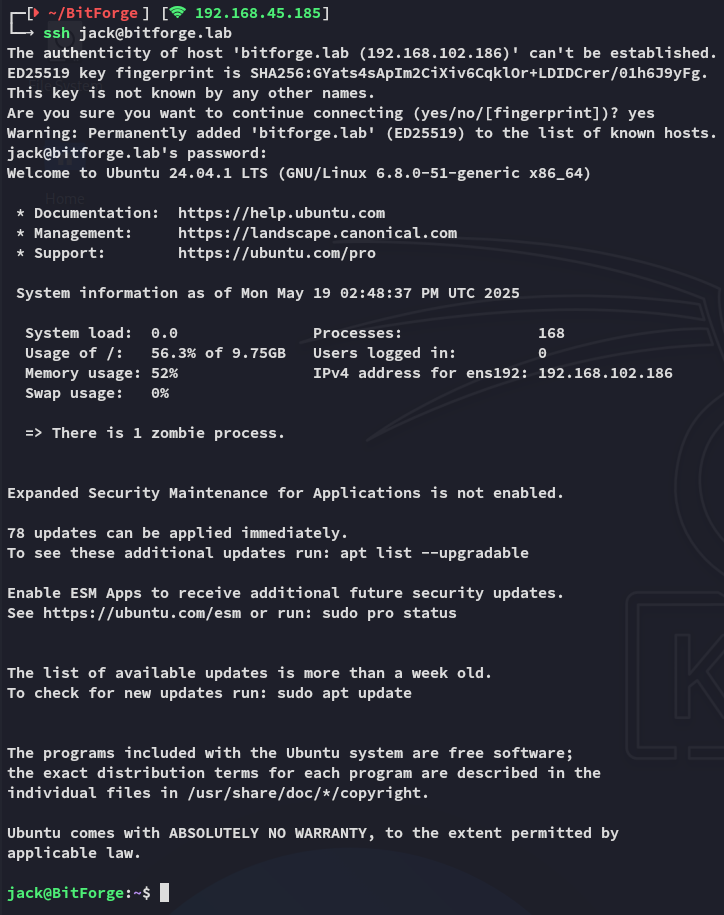 [ ~/BitForge ] [ 192.168.45.185]
ssh jack@bitforge.lab
The authenticity of host 'bitforge.lab (192.168.102.186)' can't be established.
ED25519 key fingerprint is SHA256:GYats4sApIm2CiXiv6CqklOr+LDIDCrer/01h6J9yFg.
This key is not known by any other names.
Are you sure you want to continue connecting (yes/no/[fingerprint])? yes
Warning: Permanently added 'bitforge.lab' (ED25519) to the list of known hosts.
jack@bitforge.lab's password:
Welcome to Ubuntu 24.04.1 LTS (GNU/Linux 6.8.0-51-generic x86_64)
Home
* Documentation:  https://help.ubuntu.com
* Management:     https://landscape.canonical.com
* Support:        https://ubuntu.com/pro
System information as of Mon May 19 02:48:37 PM UTC 2025
System load:  0.0               Processes:               168
Usage of /:   56.3% of 9.75GB   Users logged in:         0
Memory usage: 52%               IPv4 address for ens192: 192.168.102.186
Swap usage:   0%
=> There is 1 zombie process.
Expanded Security Maintenance for Applications is not enabled.
78 updates can be applied immediately.
To see these additional updates run: apt list --upgradable
Enable ESM Apps to receive additional future security updates.
See https://ubuntu.com/esm or run: sudo pro status
The list of available updates is more than a week old.
To check for new updates run: sudo apt update
The programs included with the Ubuntu system are free software;
the exact distribution terms for each program are described in the
individual files in /usr/share/doc/*/copyright.
Ubuntu comes with ABSOLUTELY NO WARRANTY, to the extent permitted by
applicable law.
jack@BitForge:~$
K